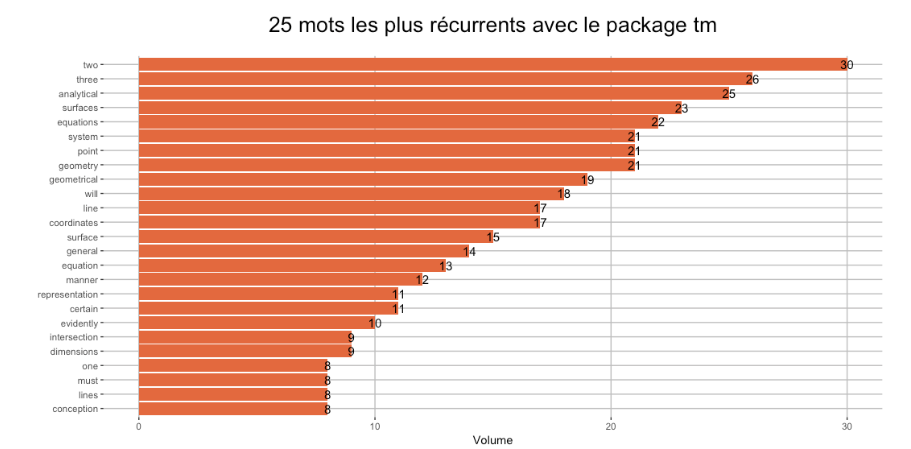 25 mots les plus récurrents avec le package tm
two 30
three 26
analytical 25
surfaces 23
equations 22
system 21
point 21
geometry 21
geometrical 19
will 18
line 17
coordinates 17
surface 15
general 14
equation 13
manner 12
representation 11
certain 11
evidently 10
intersection 9
dimensions 9
one 8
must 8
lines 8
conception 8
0 10 20 30
Volume